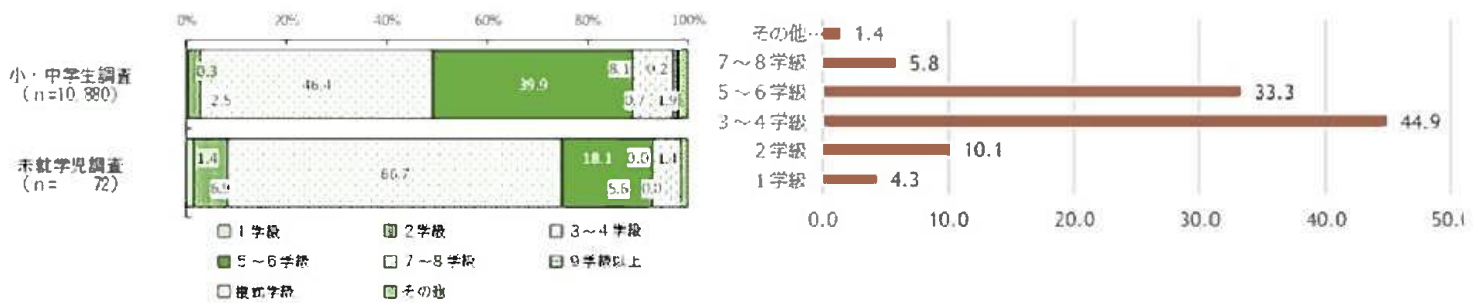 0% 20% 40% 60% 80% 100%
小・中学生調査
(n=10,880)
0.3
2.5
46.4
39.9
8.1
0.7
0.2
1.9
未就学児調査
(n= 72)
1.4
6.9
66.7
18.1
5.6
0.0
0.0
1.4
1学級
2学級
3～4学級
5～6学級
7～8学級
9学級以上
複式学級
その他
その他… 1.4
7～8学級 5.8
5～6学級 33.3
3～4学級 44.9
2学級 10.1
1学級 4.3
0.0 10.0 20.0 30.0 40.0 50.0